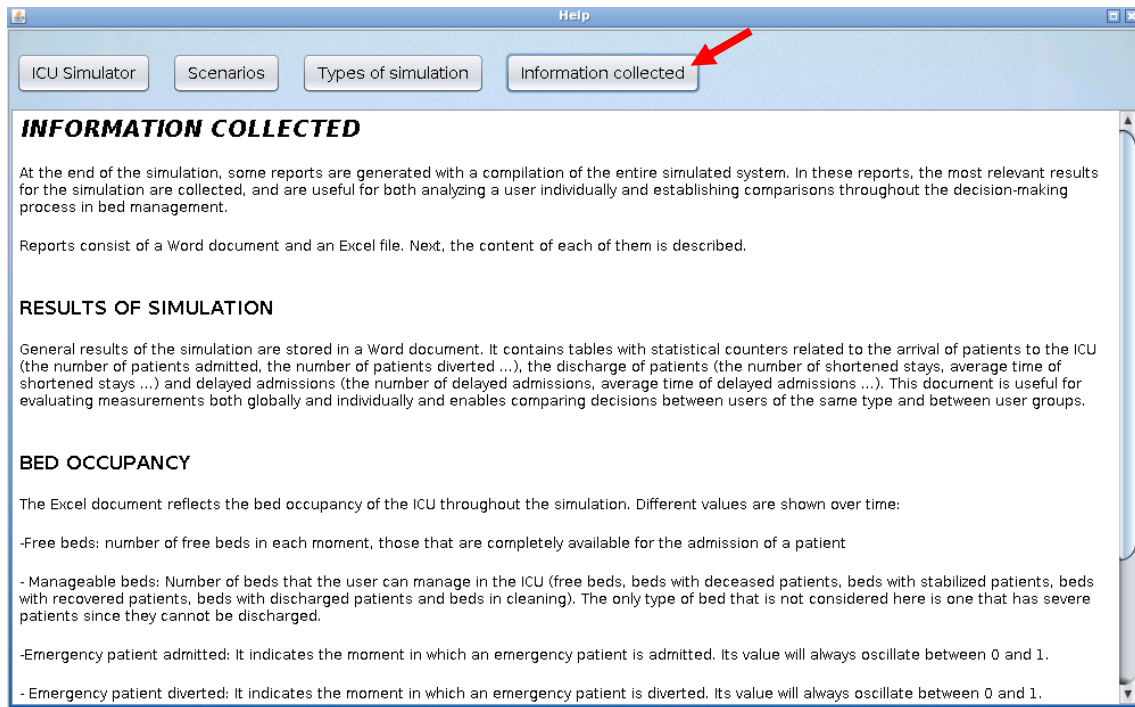 Help
ICU Simulator
Scenarios
Types of simulation
Information collected
INFORMATION COLLECTED
At the end of the simulation, some reports are generated with a compilation of the entire simulated system. In these reports, the most relevant results
for the simulation are collected, and are useful for both analyzing a user individually and establishing comparisons throughout the decision-making
process in bed management.
Reports consist of a Word document and an Excel file. Next, the content of each of them is described.
RESULTS OF SIMULATION
General results of the simulation are stored in a Word document. It contains tables with statistical counters related to the arrival of patients to the ICU
(the number of patients admitted, the number of patients diverted ...), the discharge of patients (the number of shortened stays, average time of
shortened stays ...) and delayed admissions (the number of delayed admissions, average time of delayed admissions ...). This document is useful for
evaluating measurements both globally and individually and enables comparing decisions between users of the same type and between user groups.
BED OCCUPANCY
The Excel document reflects the bed occupancy of the ICU throughout the simulation. Different values are shown over time:
-Free beds: number of free beds in each moment, those that are completely available for the admission of a patient
- Manageable beds: Number of beds that the user can manage in the ICU (free beds, beds with deceased patients, beds with stabilized patients, beds
with recovered patients, beds with discharged patients and beds in cleaning). The only type of bed that is not considered here is one that has severe
patients since they cannot be discharged.
-Emergency patient admitted: It indicates the moment in which an emergency patient is admitted. Its value will always oscillate between 0 and 1.
- Emergency patient diverted: It indicates the moment in which an emergency patient is diverted. Its value will always oscillate between 0 and 1.